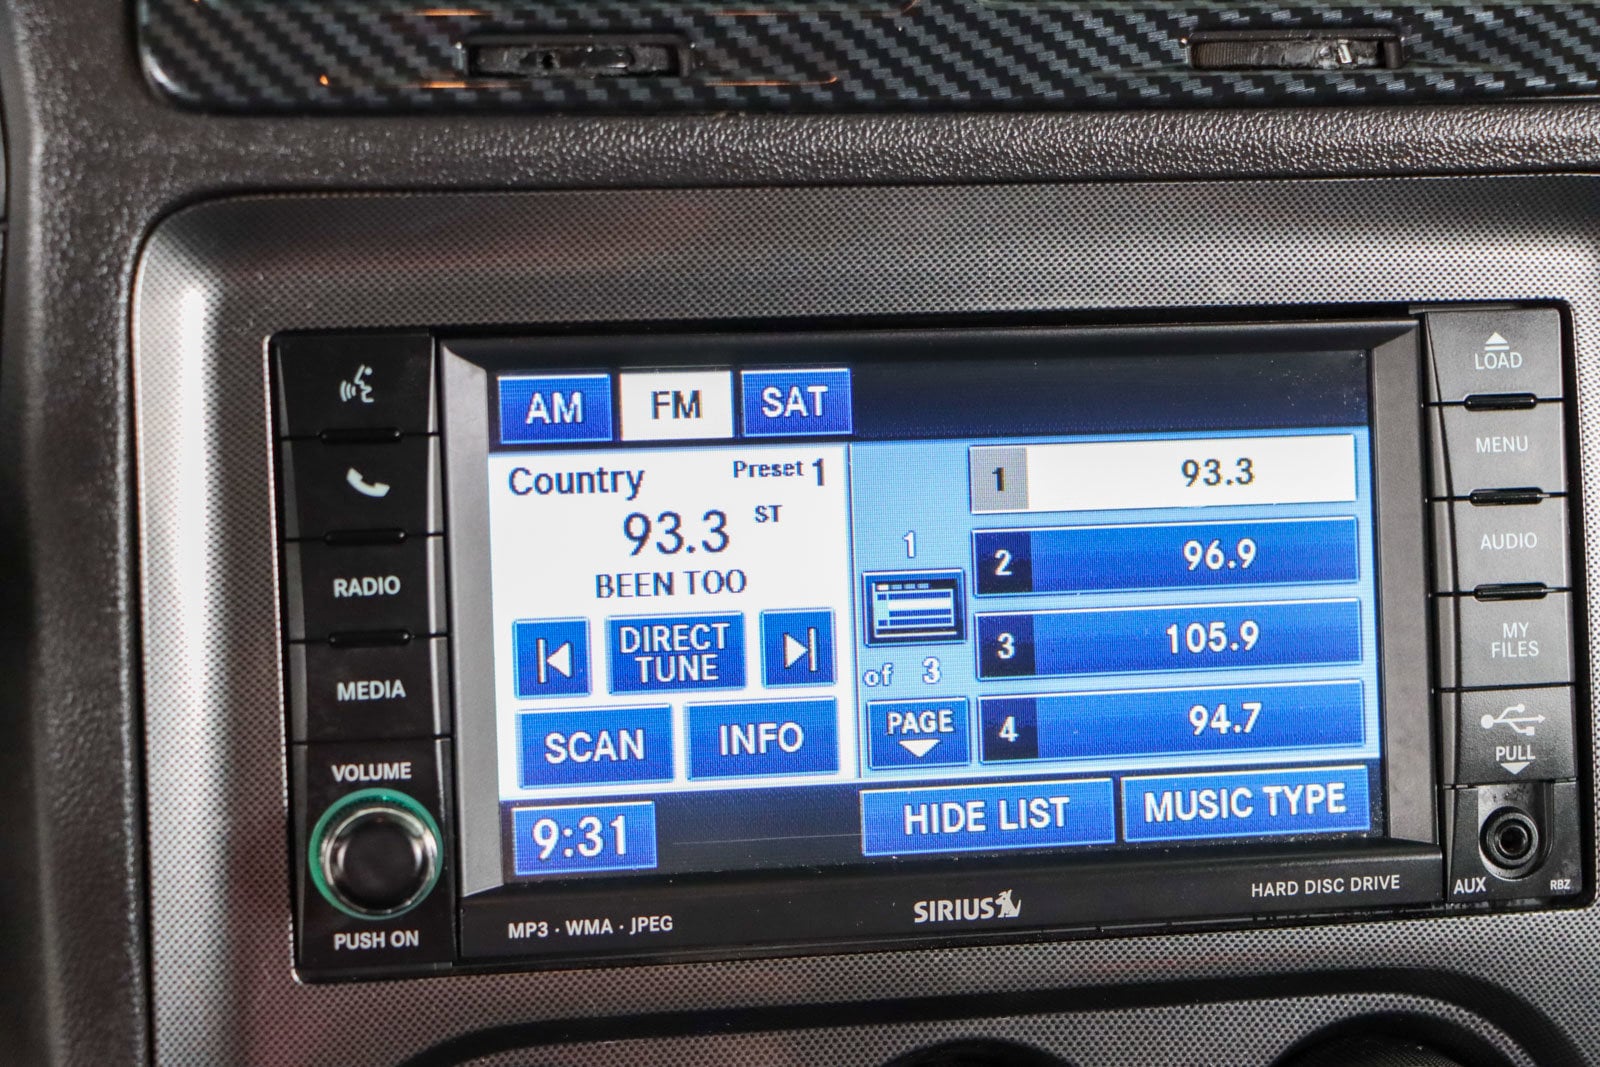 AM FM SAT
Country Preset 1
93.3 ST
BEEN TOO
DIRECT
TUNE
SCAN INFO
9:31
1
of 3
PAGE
1 93.3
2 96.9
3 105.9
4 94.7
HIDE LIST MUSIC TYPE
RADIO
MEDIA
VOLUME
PUSH ON
LOAD
MENU
AUDIO
MY
FILES
PULL
AUX RBZ
MP3 · WMA · JPEG
SIRIUS
HARD DISC DRIVE